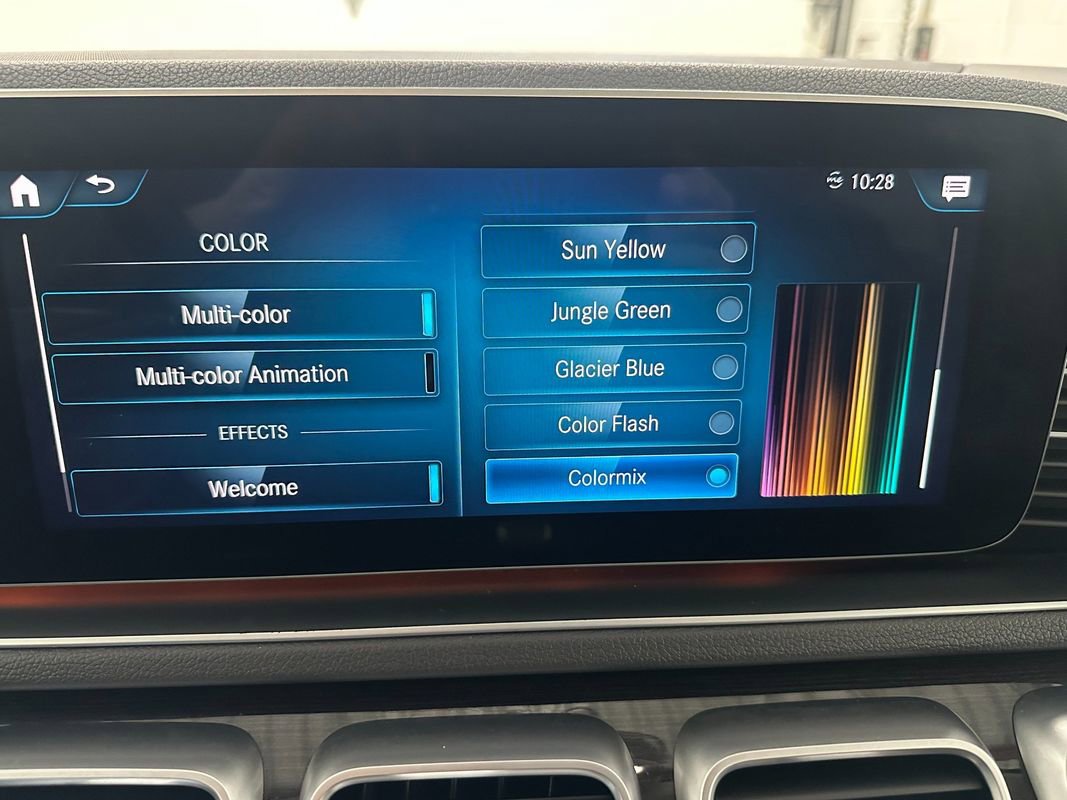 me 10:28
COLOR
Multi-color
Multi-color Animation
EFFECTS
Welcome
Sun Yellow
Jungle Green
Glacier Blue
Color Flash
Colormix